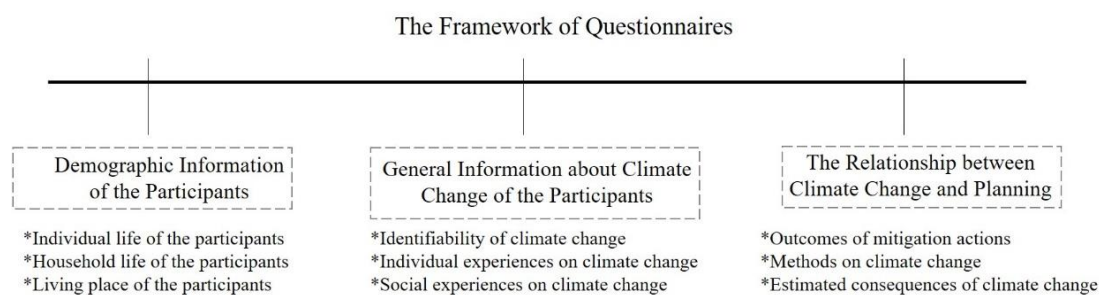 The Framework of Questionnaires
Demographic Information
of the Participants
*Individual life of the participants
*Household life of the participants
*Living place of the participants
General Information about Climate
Change of the Participants
*Identifiability of climate change
*Individual experiences on climate change
*Social experiences on climate change
The Relationship between
Climate Change and Planning
*Outcomes of mitigation actions
*Methods on climate change
*Estimated consequences of climate change